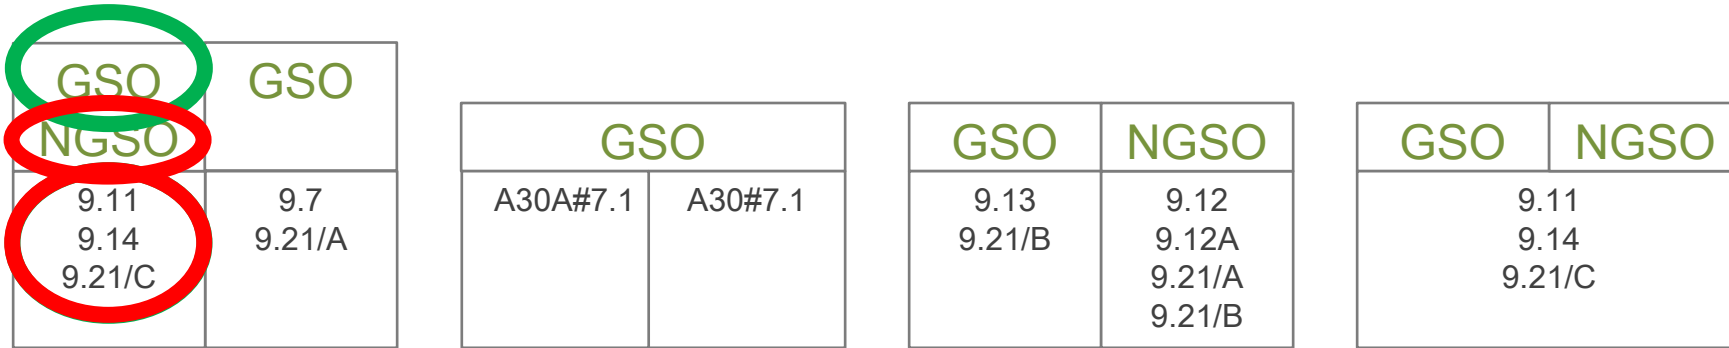 GSO
NGSO
9.11
9.14
9.21/C
GSO
9.7
9.21/A
GSO
A30A#7.1
A30#7.1
GSO
9.13
9.21/B
NGSO
9.12
9.12A
9.21/A
9.21/B
GSO
NGSO
9.11
9.14
9.21/C